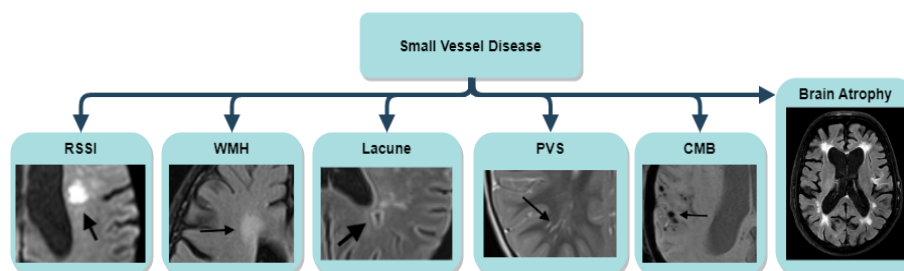 Small Vessel Disease
Brain Atrophy
RSSI
WMH
Lacune
PVS
CMB